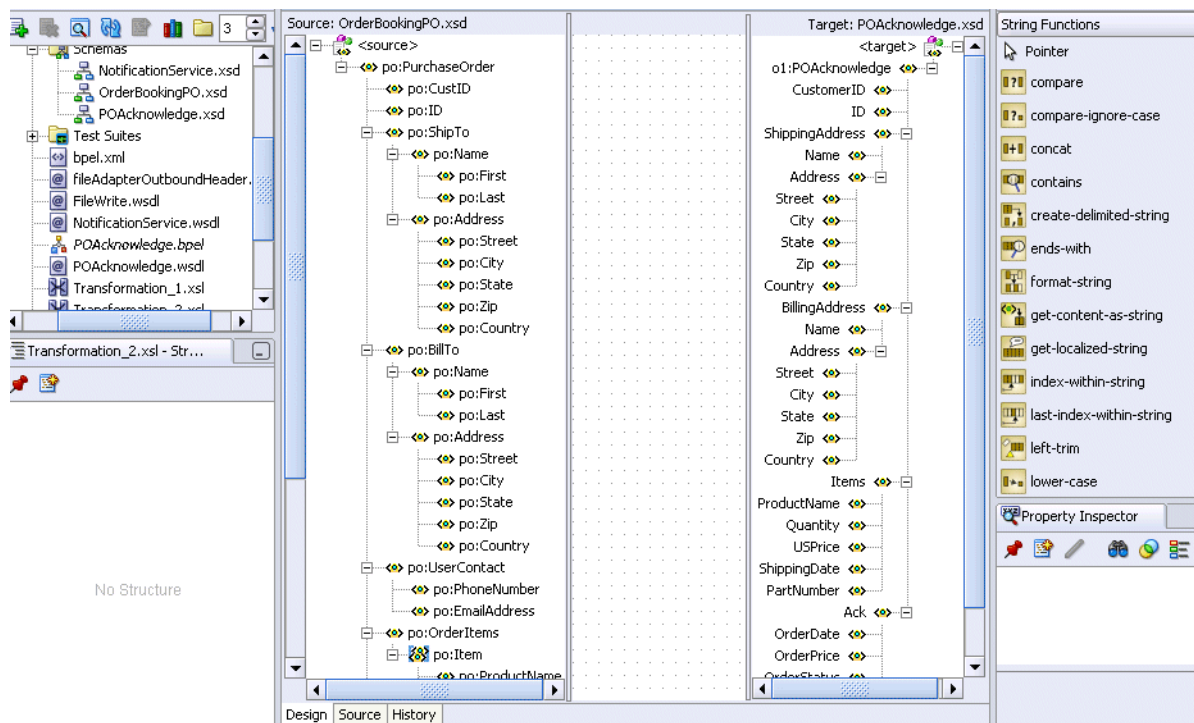 3
Schemas
NotificationService.xsd
OrderBookingPO.xsd
POAcknowledge.xsd
Test Suites
bpel.xml
fileAdapterOutboundHeader.
FileWrite.wsdl
NotificationService.wsdl
POAcknowledge.bpel
POAcknowledge.wsdl
Transformation_1.xsl
Transformation_2.xsl
Transformation_2.xsl - Str...
No Structure
Source: OrderBookingPO.xsd
<source>
po:PurchaseOrder
po:CustID
po:ID
po:ShipTo
po:Name
po:First
po:Last
po:Address
po:Street
po:City
po:State
po:Zip
po:Country
po:BillTo
po:Name
po:First
po:Last
po:Address
po:Street
po:City
po:State
po:Zip
po:Country
po:UserContact
po:PhoneNumber
po:EmailAddress
po:OrderItems
po:Item
po:ProductName
Design Source History
Target: POAcknowledge.xsd
<target>
o1:POAcknowledge
CustomerID
ID
ShippingAddress
Name
Address
Street
City
State
Zip
Country
BillingAddress
Name
Address
Street
City
State
Zip
Country
Items
ProductName
Quantity
USPrice
ShippingDate
PartNumber
Ack
OrderDate
OrderPrice
OrderStatus
String Functions
Pointer
compare
compare-ignore-case
concat
contains
create-delimited-string
ends-with
format-string
get-content-as-string
get-localized-string
index-within-string
last-index-within-string
left-trim
lower-case
Property Inspector